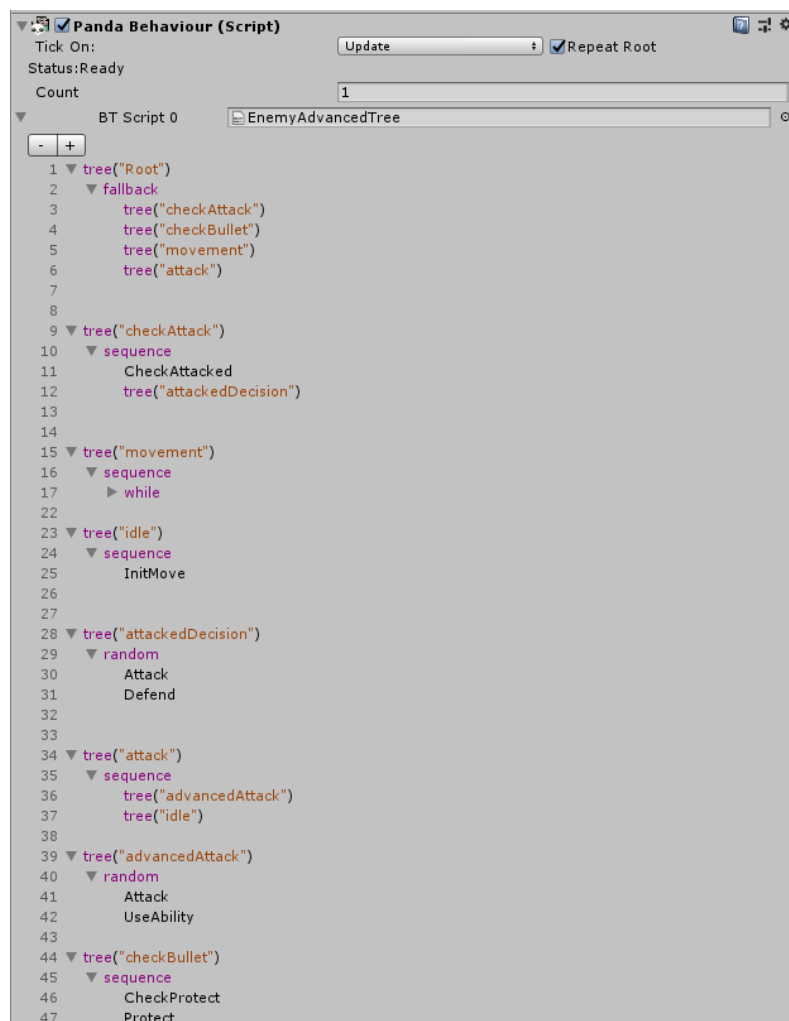 Panda Behaviour (Script)
Tick On: Update Repeat Root
Status:Ready
Count 1
BT Script 0 EnemyAdvancedTree
- +
1 tree("Root")
2 fallback
3 tree("checkAttack")
4 tree("checkBullet")
5 tree("movement")
6 tree("attack")
7
8
9 tree("checkAttack")
10 sequence
11 CheckAttacked
12 tree("attackedDecision")
13
14
15 tree("movement")
16 sequence
17 while
22
23 tree("idle")
24 sequence
25 InitMove
26
27
28 tree("attackedDecision")
29 random
30 Attack
31 Defend
32
33
34 tree("attack")
35 sequence
36 tree("advancedAttack")
37 tree("idle")
38
39 tree("advancedAttack")
40 random
41 Attack
42 UseAbility
43
44 tree("checkBullet")
45 sequence
46 CheckProtect
47 Protect